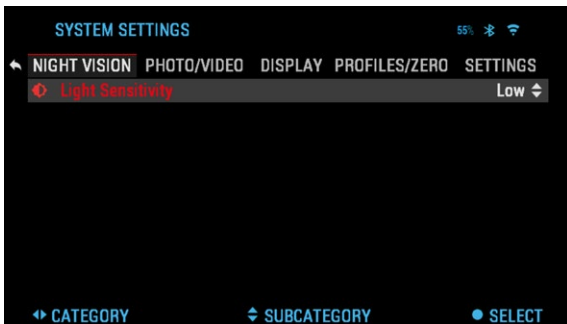 SYSTEM SETTINGS 55%
NIGHT VISION PHOTO/VIDEO DISPLAY PROFILES/ZERO SETTINGS
Light Sensitivity Low
CATEGORY SUBCATEGORY SELECT